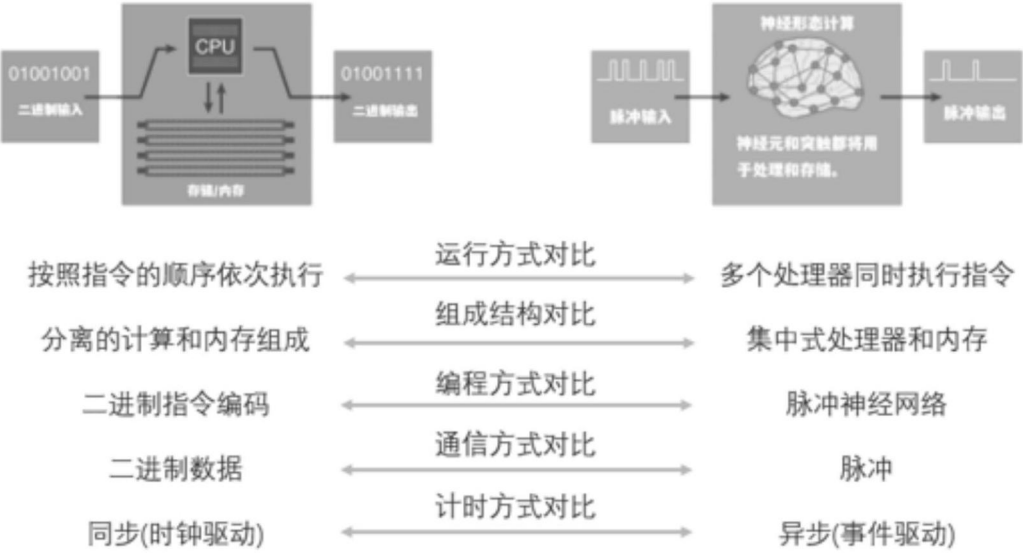 CPU
01001001
二进制输入
01001111
二进制输出
存储/内存
神经形态计算
脉冲输入
脉冲输出
神经元和突触都将用
于处理和存储。
运行方式对比
按照指令的顺序依次执行
多个处理器同时执行指令
组成结构对比
分离的计算和内存组成
集中式处理器和内存
编程方式对比
二进制指令编码
脉冲神经网络
通信方式对比
二进制数据
脉冲
计时方式对比
同步(时钟驱动)
异步(事件驱动)